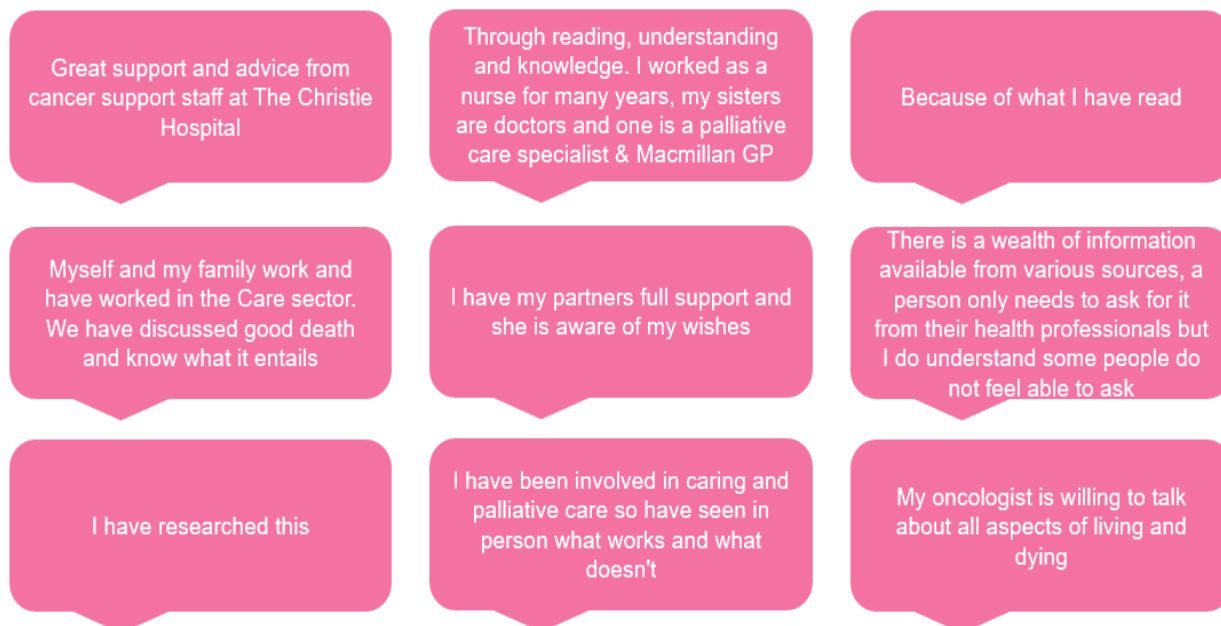 Great support and advice from
cancer support staff at The Christie
Hospital
Through reading, understanding
and knowledge. I worked as a
nurse for many years, my sisters
are doctors and one is a palliative
care specialist & Macmillan GP
Because of what I have read
Myself and my family work and
have worked in the Care sector.
We have discussed good death
and know what it entails
I have my partners full support and
she is aware of my wishes
There is a wealth of information
available from various sources, a
person only needs to ask for it
from their health professionals but
I do understand some people do
not feel able to ask
I have researched this
I have been involved in caring and
palliative care so have seen in
person what works and what
doesn't
My oncologist is willing to talk
about all aspects of living and
dying